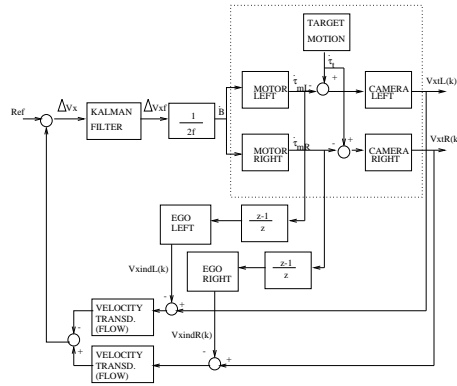 TARGET
MOTION
τ̇t
+
MOTOR
LEFT
τ̇mL
-
CAMERA
LEFT
VxtL(k)
Ref
ΔVx
KALMAN
FILTER
ΔVxf
1
2f
Ḃ
MOTOR
RIGHT
τ̇mR
-
+
CAMERA
RIGHT
VxtR(k
EGO
LEFT
z-1
z
EGO
RIGHT
z-1
z
VxindL(k)
-
+
VELOCITY
TRANSD.
(FLOW)
VxindR(k)
-
+
VELOCITY
TRANSD.
(FLOW)
-
+